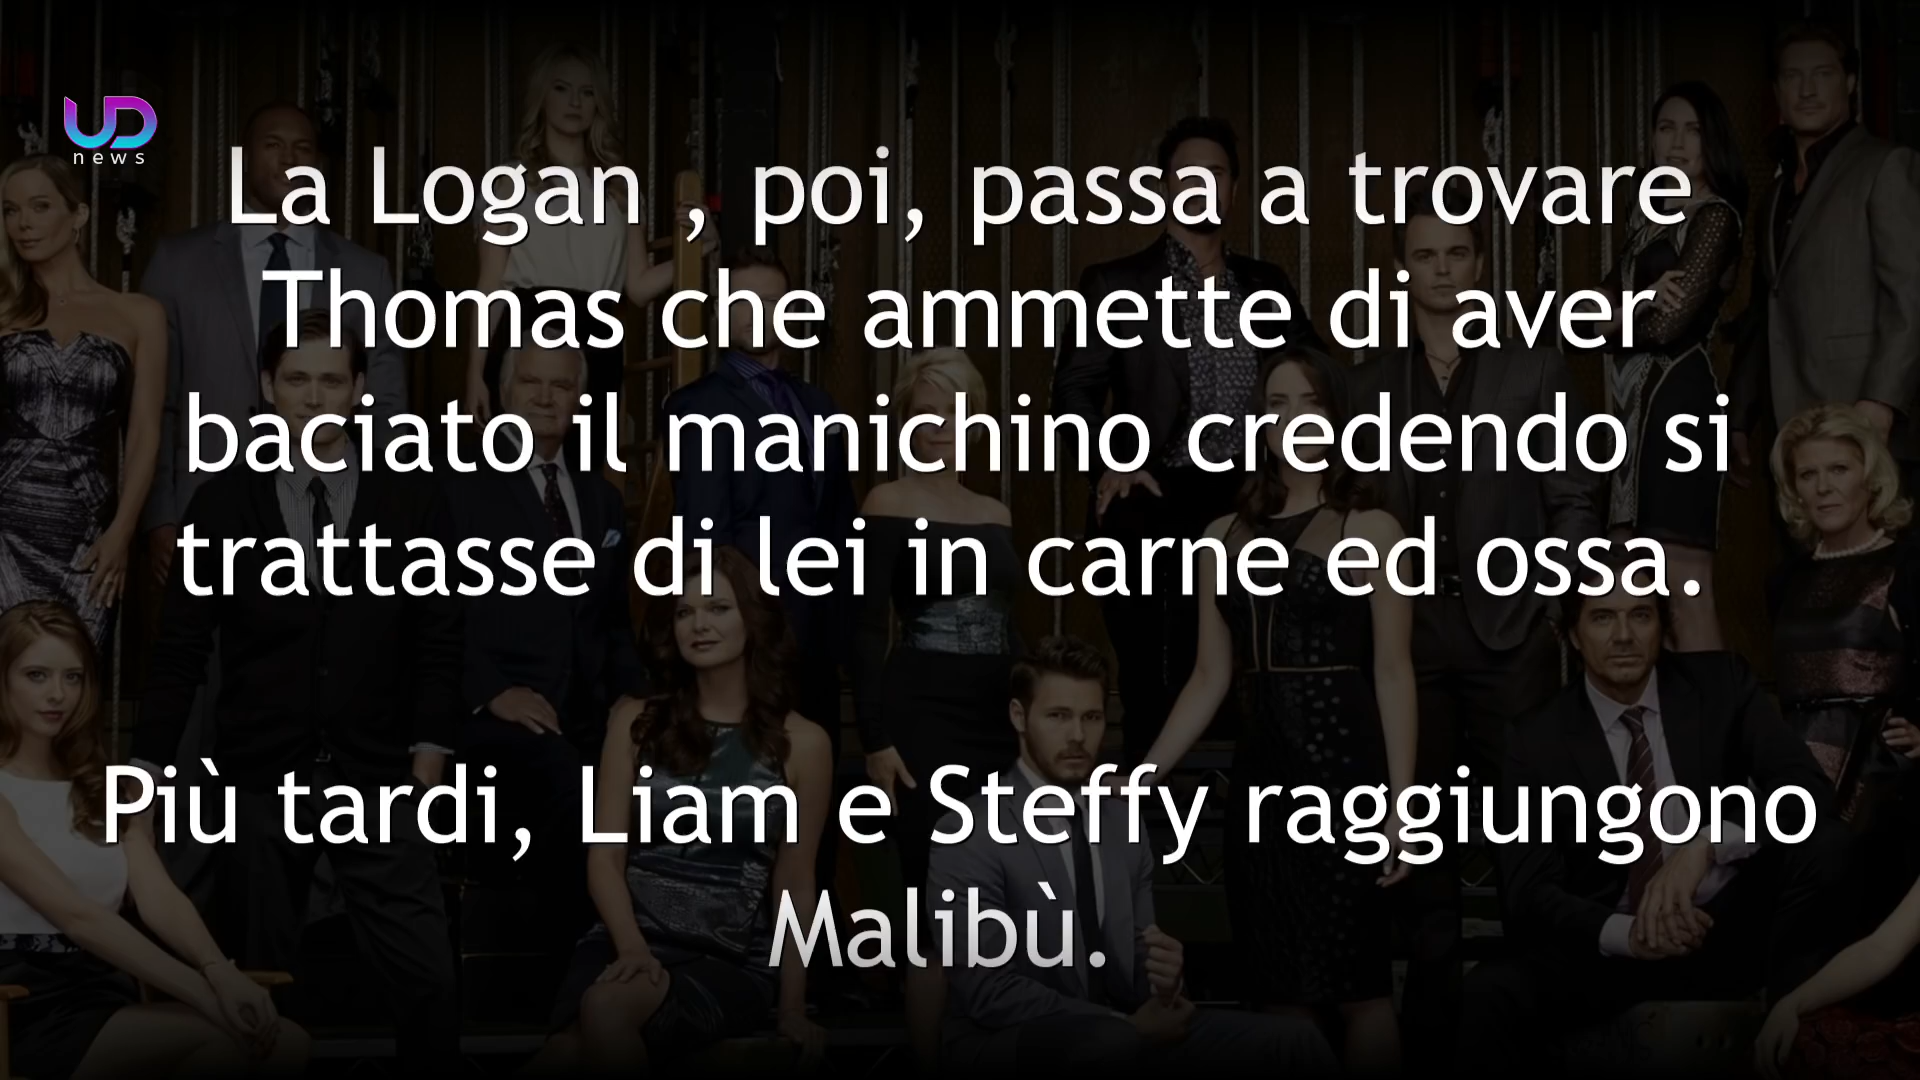 UD
news
La Logan , poi, passa a trovare
Thomas che ammette di aver
baciato il manichino credendo si
trattasse di lei in carne ed ossa.
Più tardi, Liam e Steffy raggiungono
Malibù.